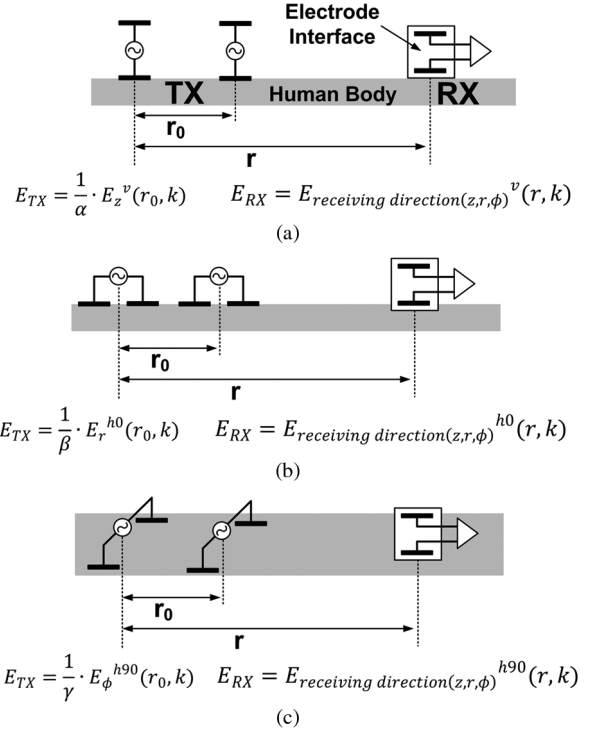 Electrode
Interface
TX Human Body RX
r₀
r
E_TX = 1/α · E_z^v(r₀, k) E_RX = E_receiving direction(z,r,ϕ)^v(r, k)
(a)
r₀
r
E_TX = 1/β · E_r^h0(r₀, k) E_RX = E_receiving direction(z,r,ϕ)^h0(r, k)
(b)
r₀
r
E_TX = 1/γ · E_ϕ^h90(r₀, k) E_RX = E_receiving direction(z,r,ϕ)^h90(r, k)
(c)